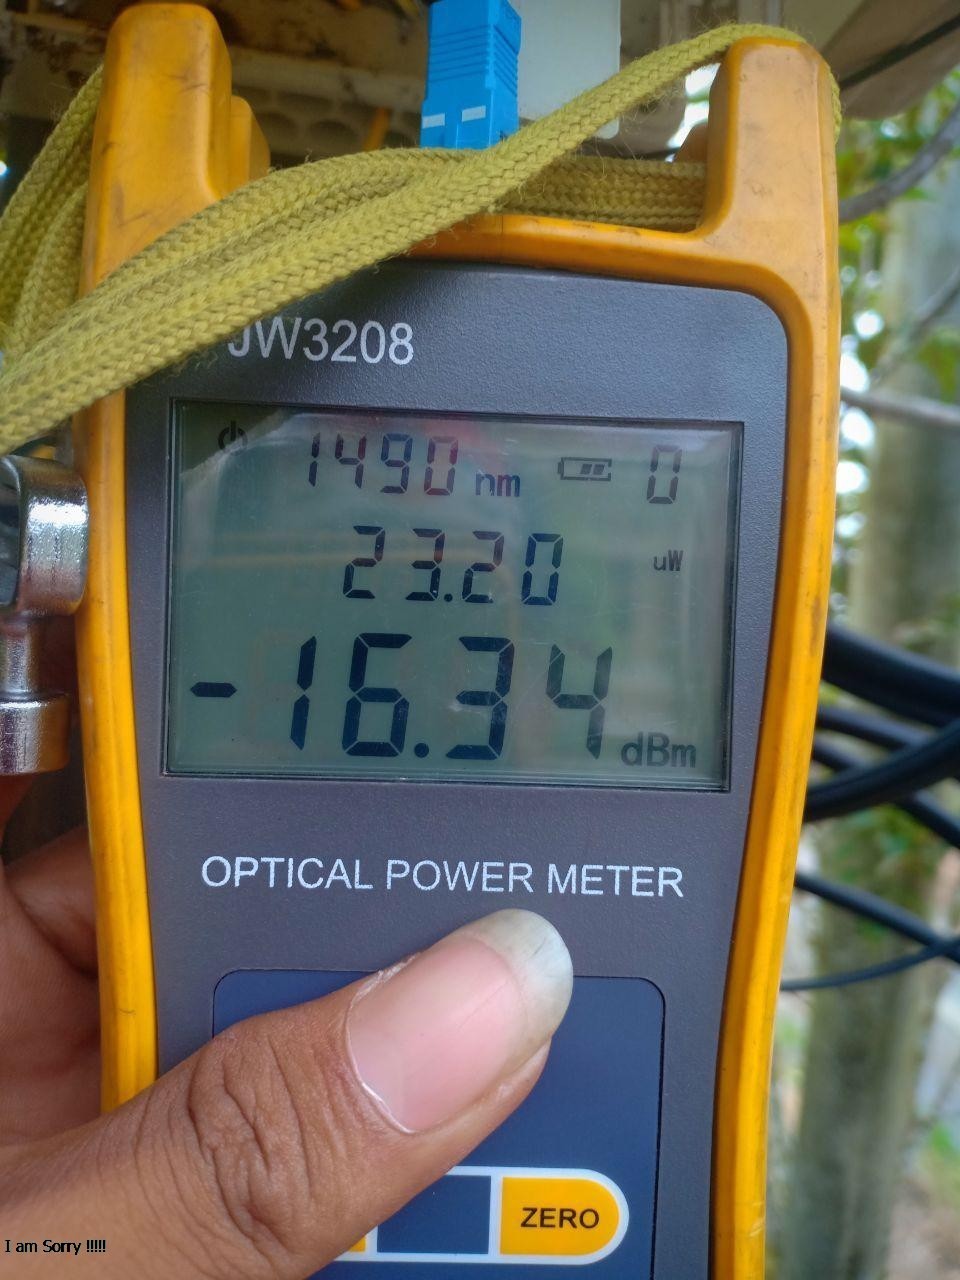 JW3208
1490 nm 0
23.20 uW
-16.34 dBm
OPTICAL POWER METER
ZERO
I am Sorry !!!!!